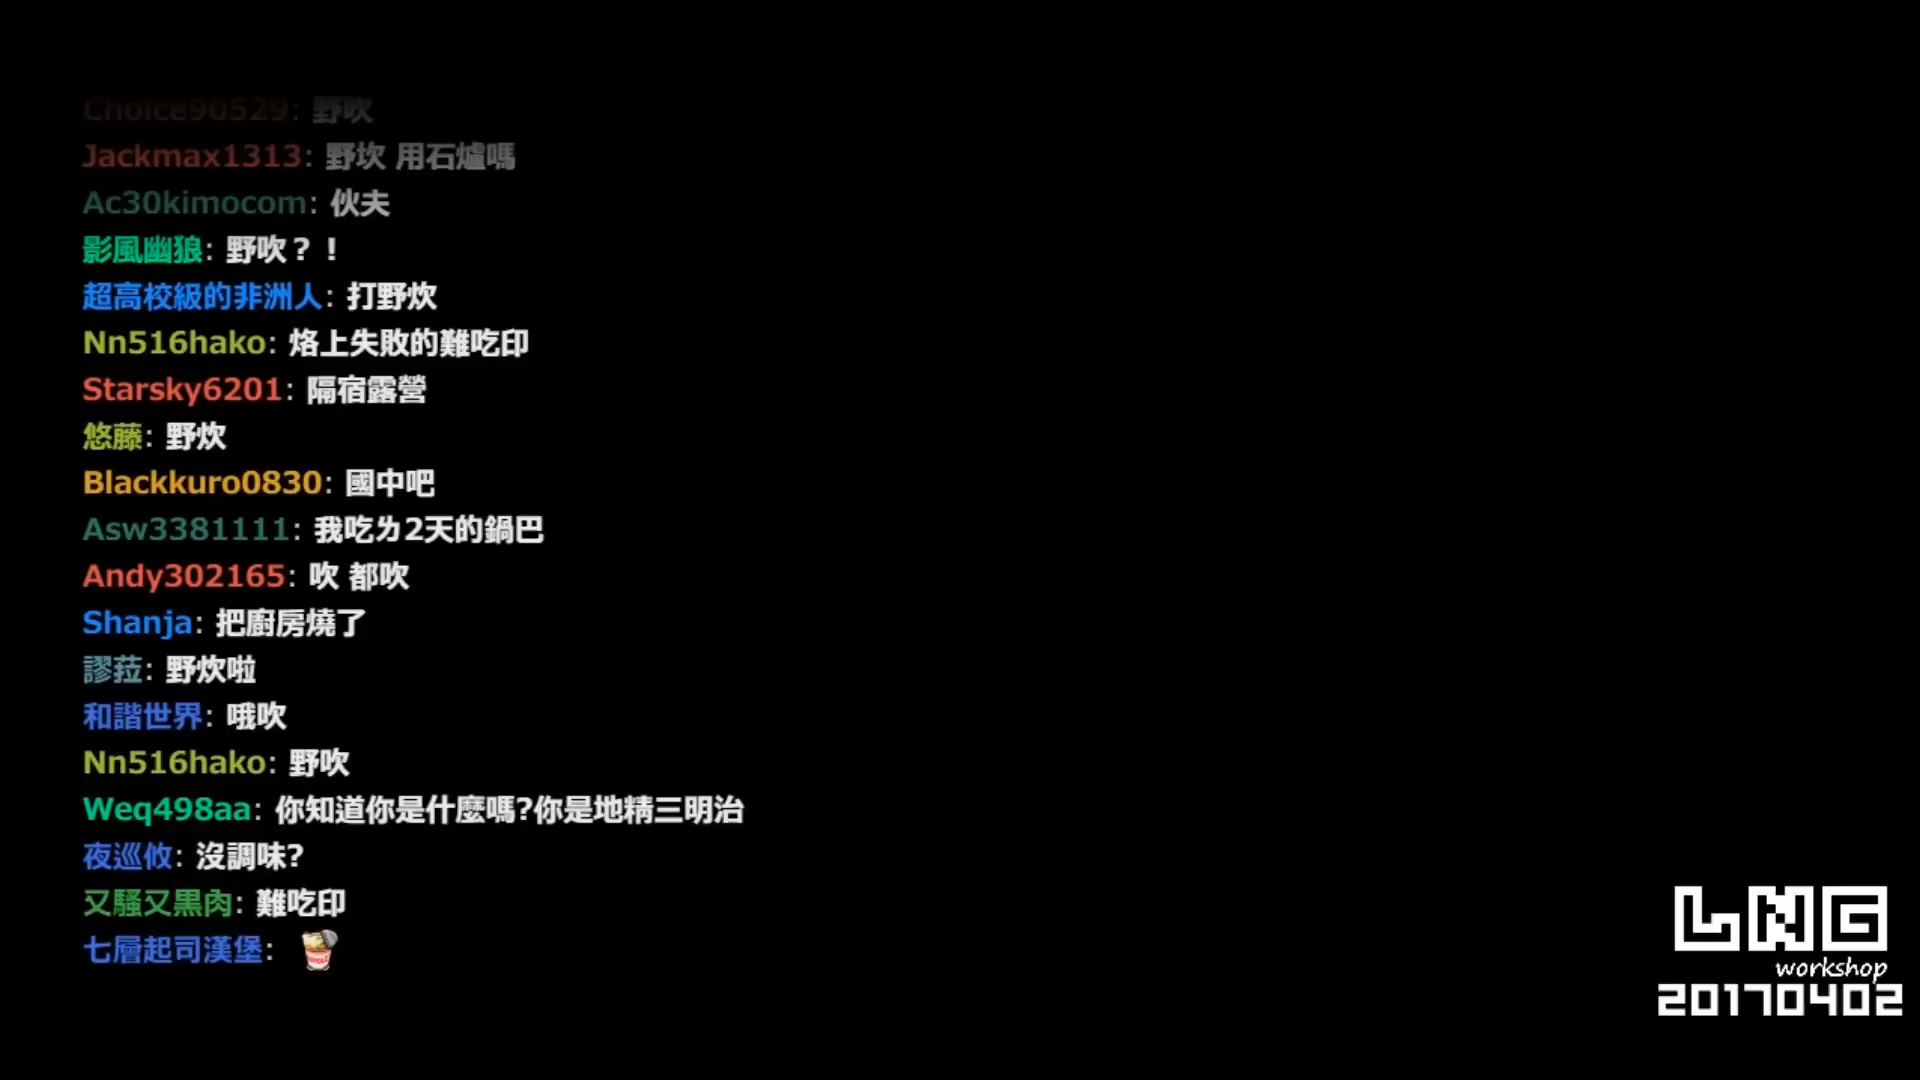 Choice90529: 野吹
Jackmax1313: 野坎 用石爐嗎
Ac30kimocom: 伙夫
影風幽狼: 野吹？！
超高校級的非洲人: 打野炊
Nn516hako: 烙上失敗的難吃印
Starsky6201: 隔宿露營
悠藤: 野炊
Blackkuro0830: 國中吧
Asw3381111: 我吃ㄌ2天的鍋巴
Andy302165: 吹 都吹
Shanja: 把廚房燒了
謬菈: 野炊啦
和諧世界: 哦吹
Nn516hako: 野吹
Weq498aa: 你知道你是什麼嗎?你是地精三明治
夜巡攸: 沒調味?
又騷又黑肉: 難吃印
七層起司漢堡:
LNG
workshop
20170402